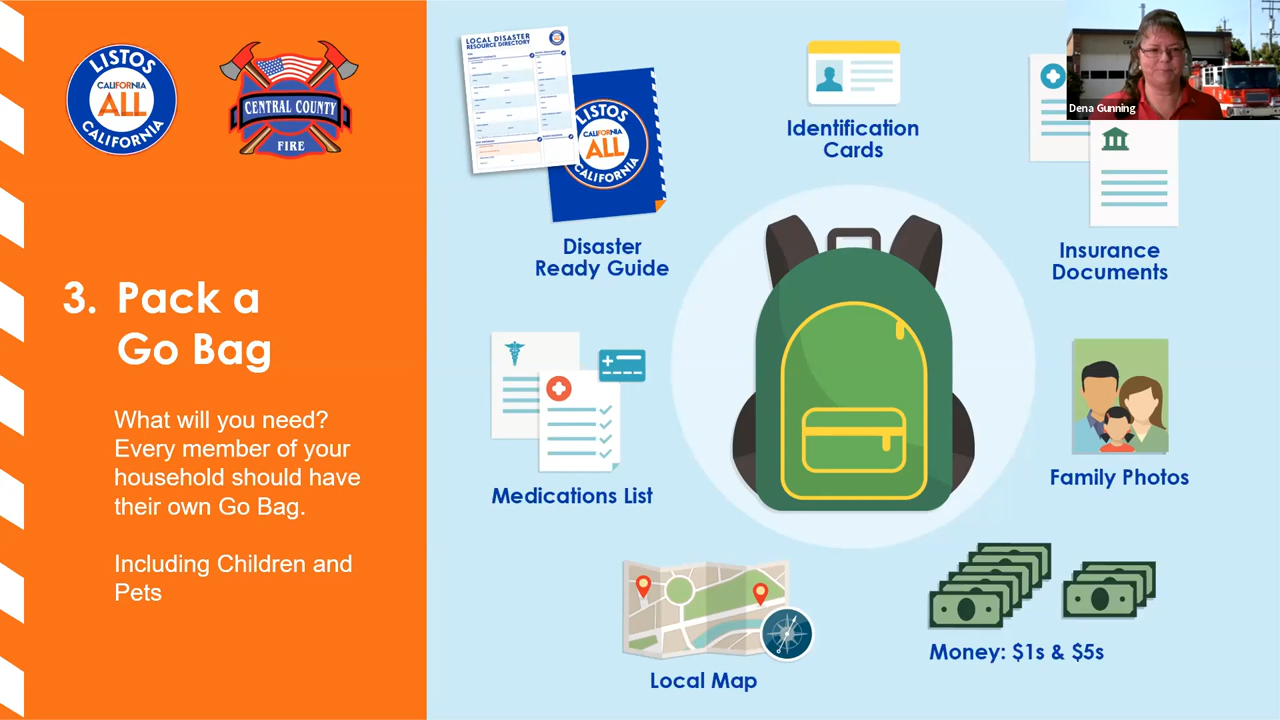 LISTOS
CALIFORNIA
ALL
CALIFORNIA
CENTRAL COUNTY
FIRE
3. Pack a
Go Bag
What will you need?
Every member of your
household should have
their own Go Bag.
Including Children and
Pets
LOCAL DISASTER
RESOURCE DIRECTORY
LISTOS
CALIFORNIA
ALL
CALIFORNIA
Disaster
Ready Guide
Identification
Cards
Dena Gunning
Insurance
Documents
Medications List
Family Photos
Local Map
Money: $1s & $5s